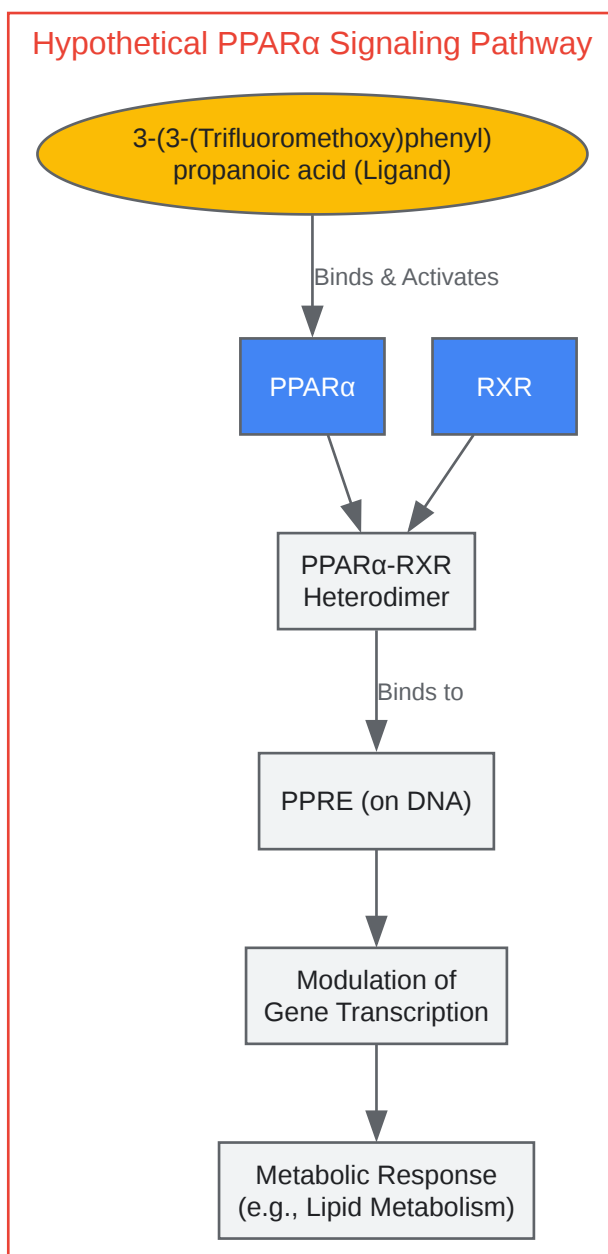 Hypothetical PPARα Signaling Pathway
3-(3-(Trifluoromethoxy)phenyl)
propanoic acid (Ligand)
Binds & Activates
PPARα
RXR
PPARα-RXR
Heterodimer
Binds to
PPRE (on DNA)
Modulation of
Gene Transcription
Metabolic Response
(e.g., Lipid Metabolism)